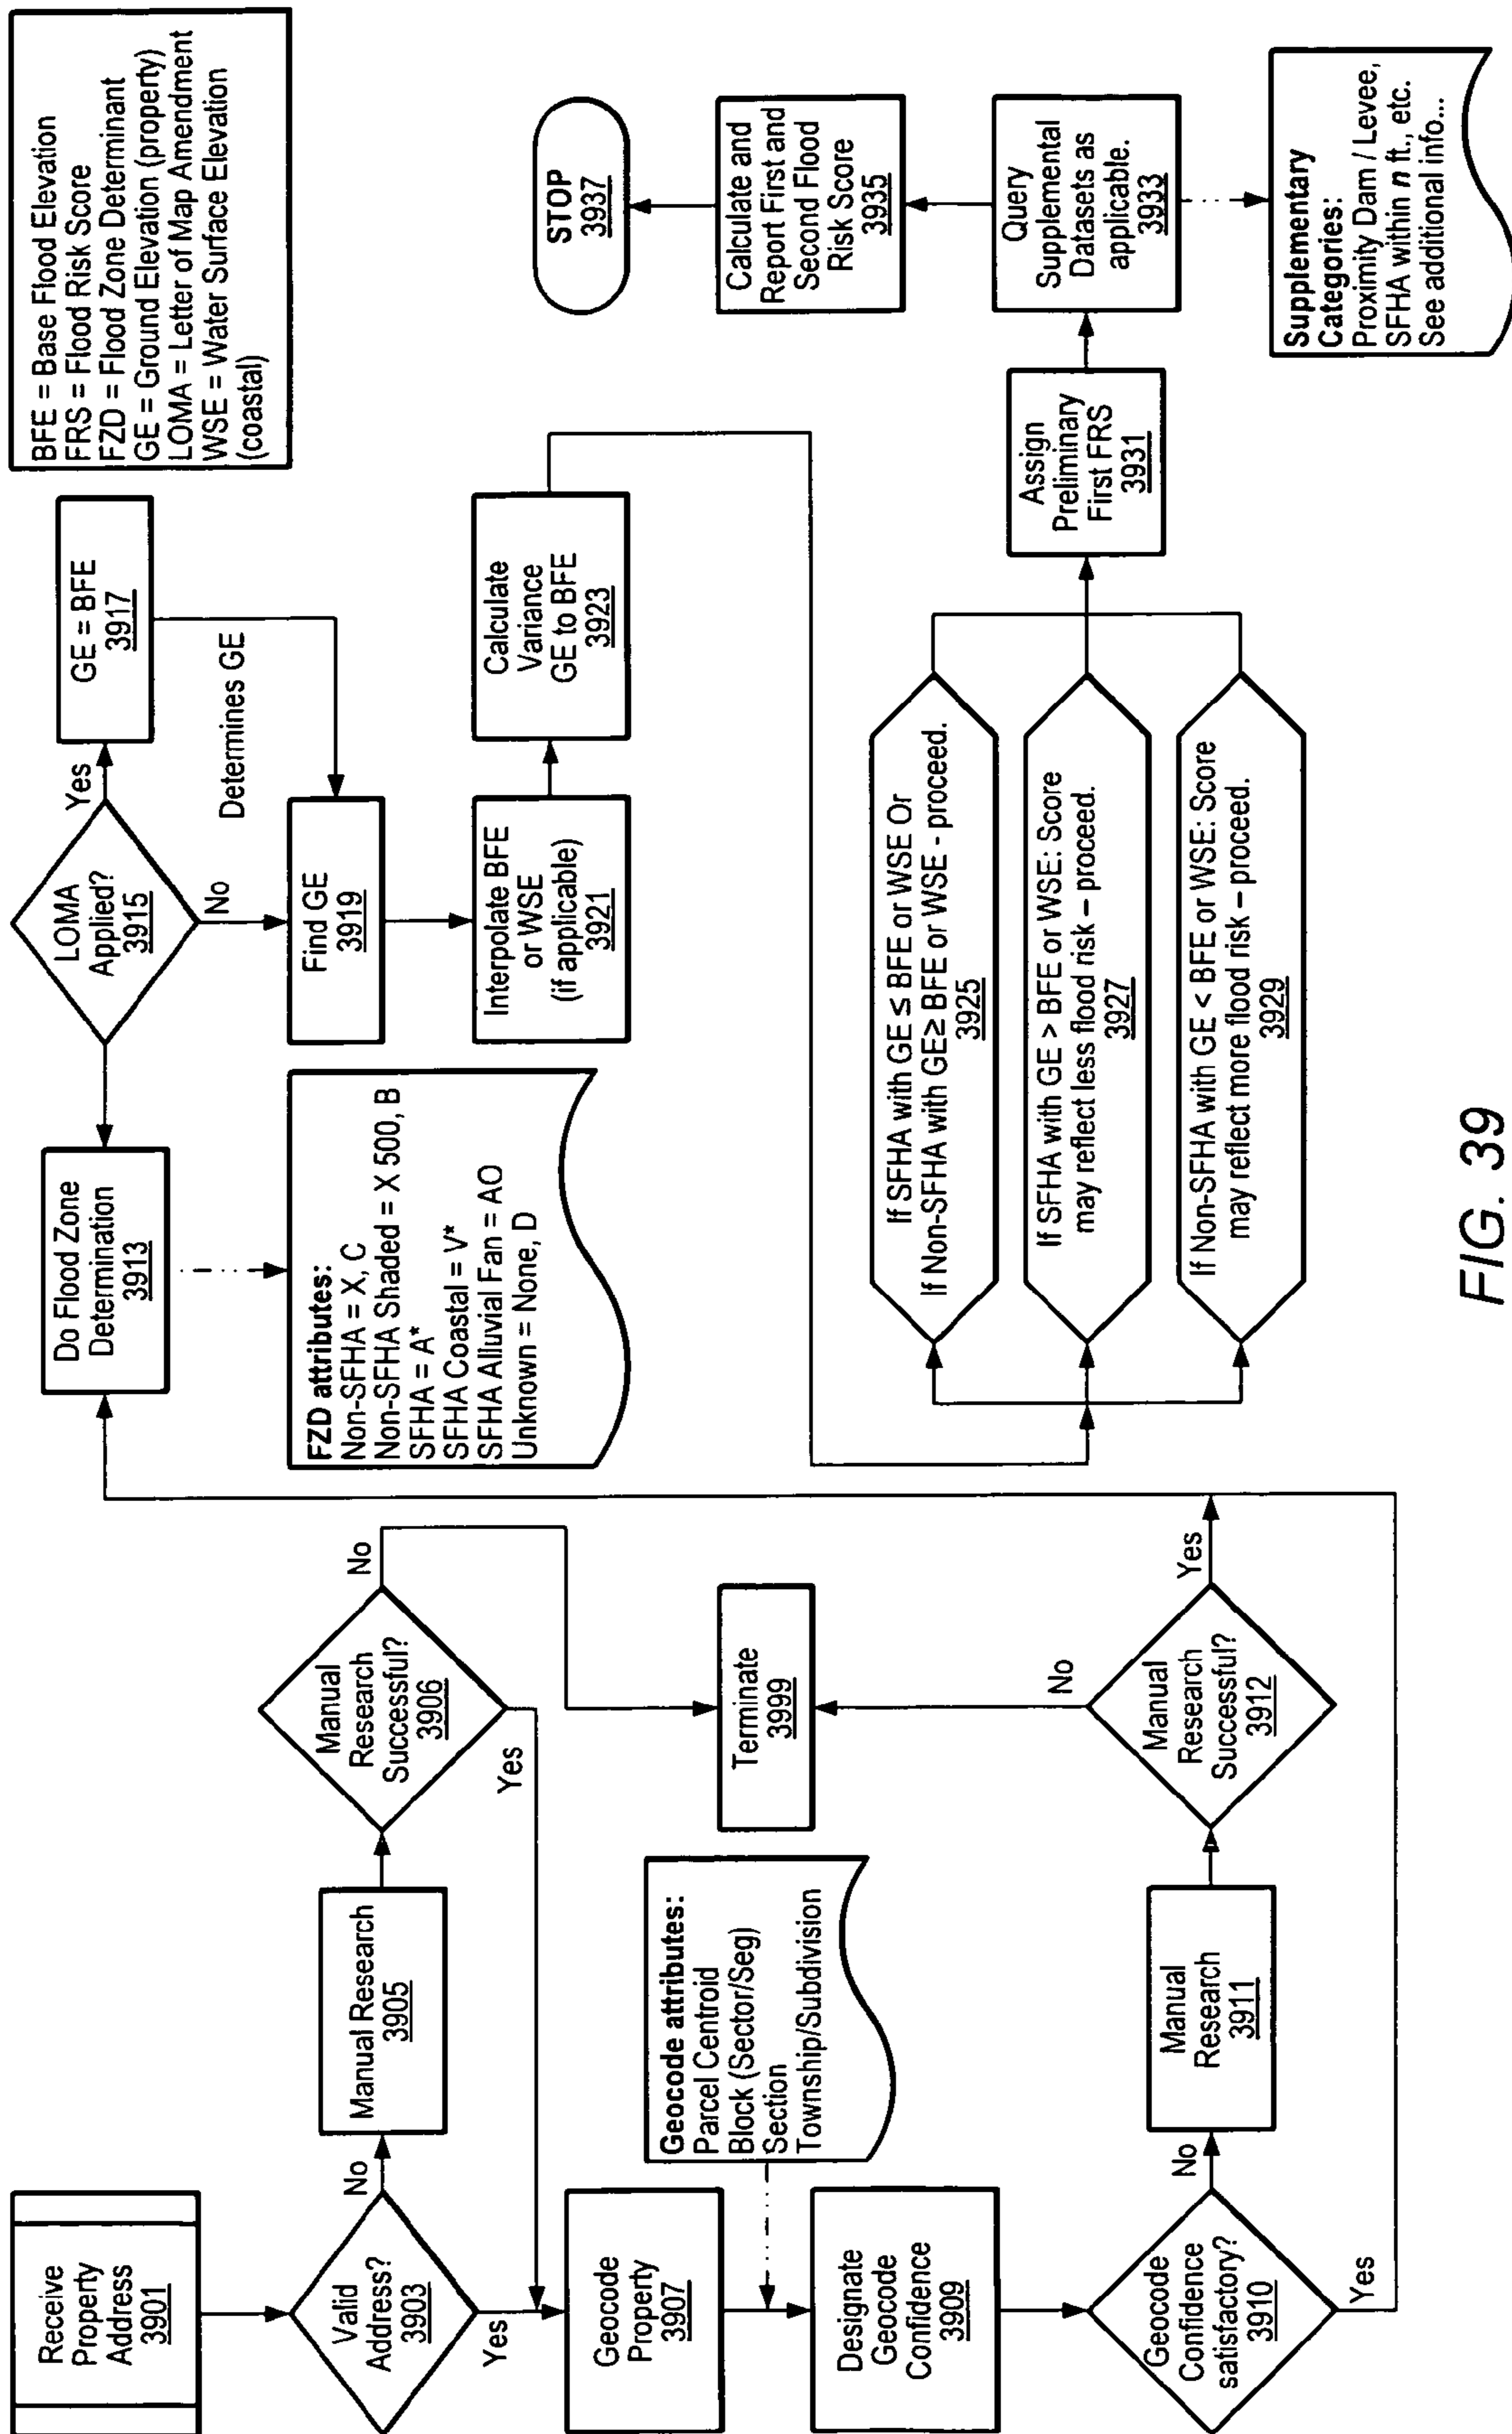 Receive
Property
Address
3901
Valid
Address?
3903
No
Yes
Manual Research
3905
Manual
Research
Successful?
3906
No
Yes
Geocode
Property
3907
Geocode attributes:
Parcel Centroid
Block (Sector/Seg)
Section
Township/Subdivision
Designate
Geocode
Confidence
3909
Geocode
Confidence
satisfactory?
3910
No
Yes
Manual
Research
3911
Manual
Research
Successful?
3912
No
Yes
Terminate
3999
Do Flood Zone
Determination
3913
FZD attributes:
Non-SFHA = X, C
Non-SFHA Shaded = X 500, B
SFHA = A*
SFHA Coastal = V*
SFHA Alluvial Fan = AO
Unknown = None, D
LOMA
Applied?
3915
Yes
No
GE = BFE
3917
Determines GE
Find GE
3919
Interpolate BFE
or WSE
(if applicable)
3921
Calculate
Variance
GE to BFE
3923
BFE = Base Flood Elevation
FRS = Flood Risk Score
FZD = Flood Zone Determinant
GE = Ground Elevation (property)
LOMA = Letter of Map Amendment
WSE = Water Surface Elevation
(coastal)
If SFHA with GE ≤ BFE or WSE Or
If Non-SFHA with GE≥ BFE or WSE - proceed.
3925
If SFHA with GE > BFE or WSE: Score
may reflect less flood risk – proceed.
3927
If Non-SFHA with GE < BFE or WSE: Score
may reflect more flood risk – proceed.
3929
Assign
Preliminary
First FRS
3931
Query
Supplemental
Datasets as
applicable.
3933
Supplementary
Categories:
Proximity Dam / Levee,
SFHA within n ft., etc.
See additional info...
Calculate and
Report First and
Second Flood
Risk Score
3935
STOP
3937
FIG. 39